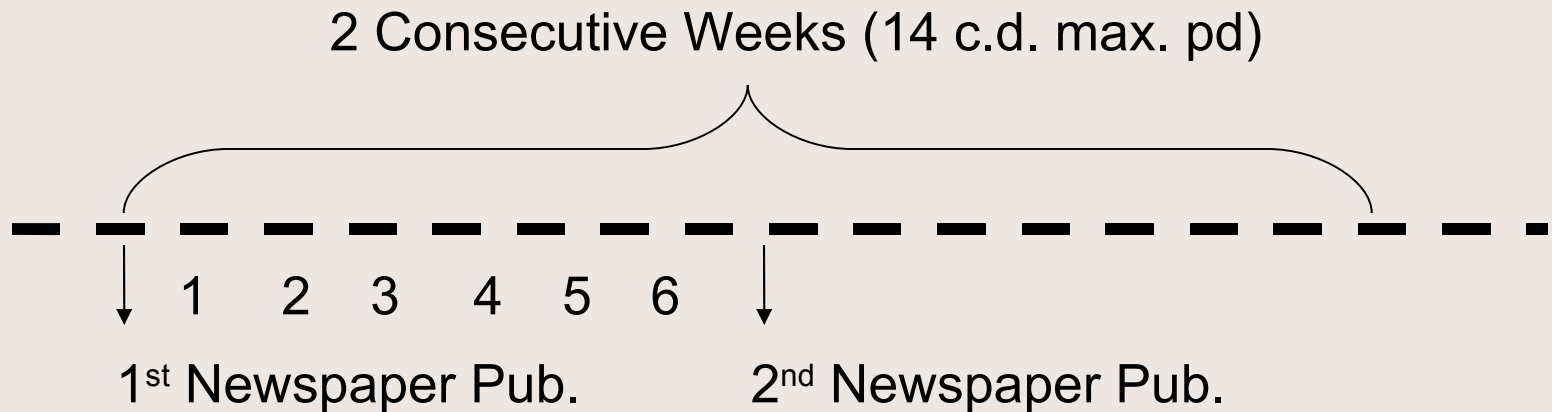 2 Consecutive Weeks (14 c.d. max. pd)
1 2 3 4 5 6
1st Newspaper Pub. 2nd Newspaper Pub.